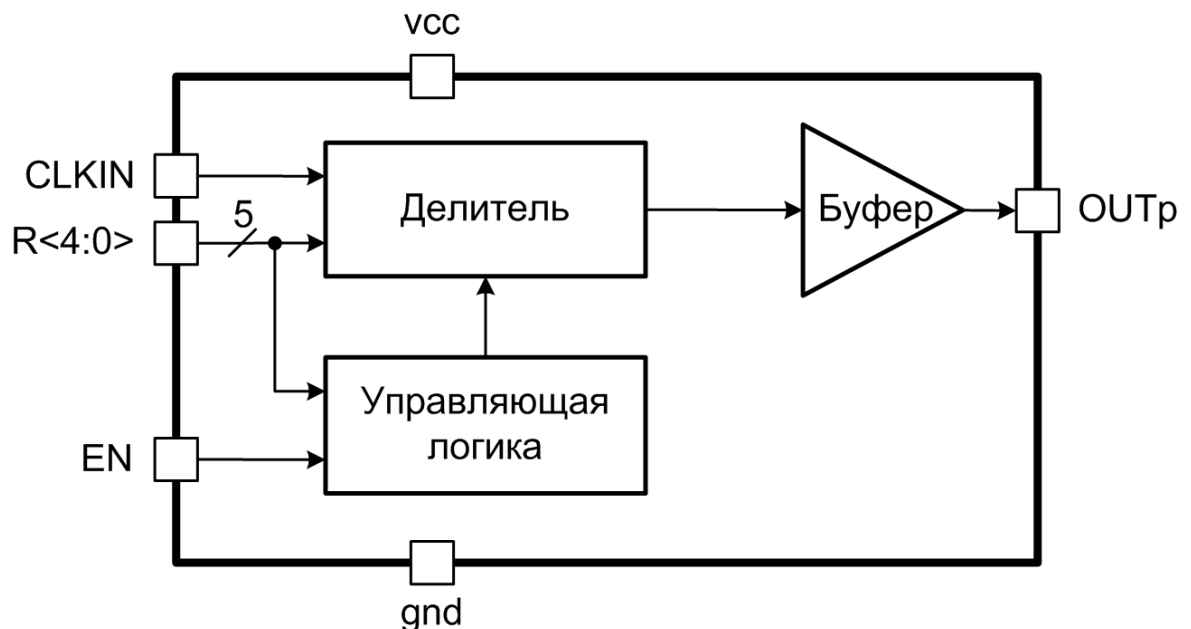 vcc
CLKIN
R<4:0>
5
Делитель
Буфер
OUTp
Управляющая
логика
EN
gnd